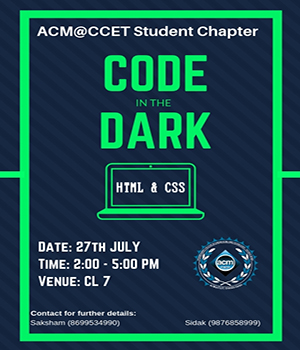 ACM@CCET Student Chapter
CODE
IN THE
DARK
HTML & CSS
DATE: 27TH JULY
TIME: 2:00 - 5:00 PM
VENUE: CL 7
acm
Contact for further details:
Saksham (8699534990) Sidak (9876858999)